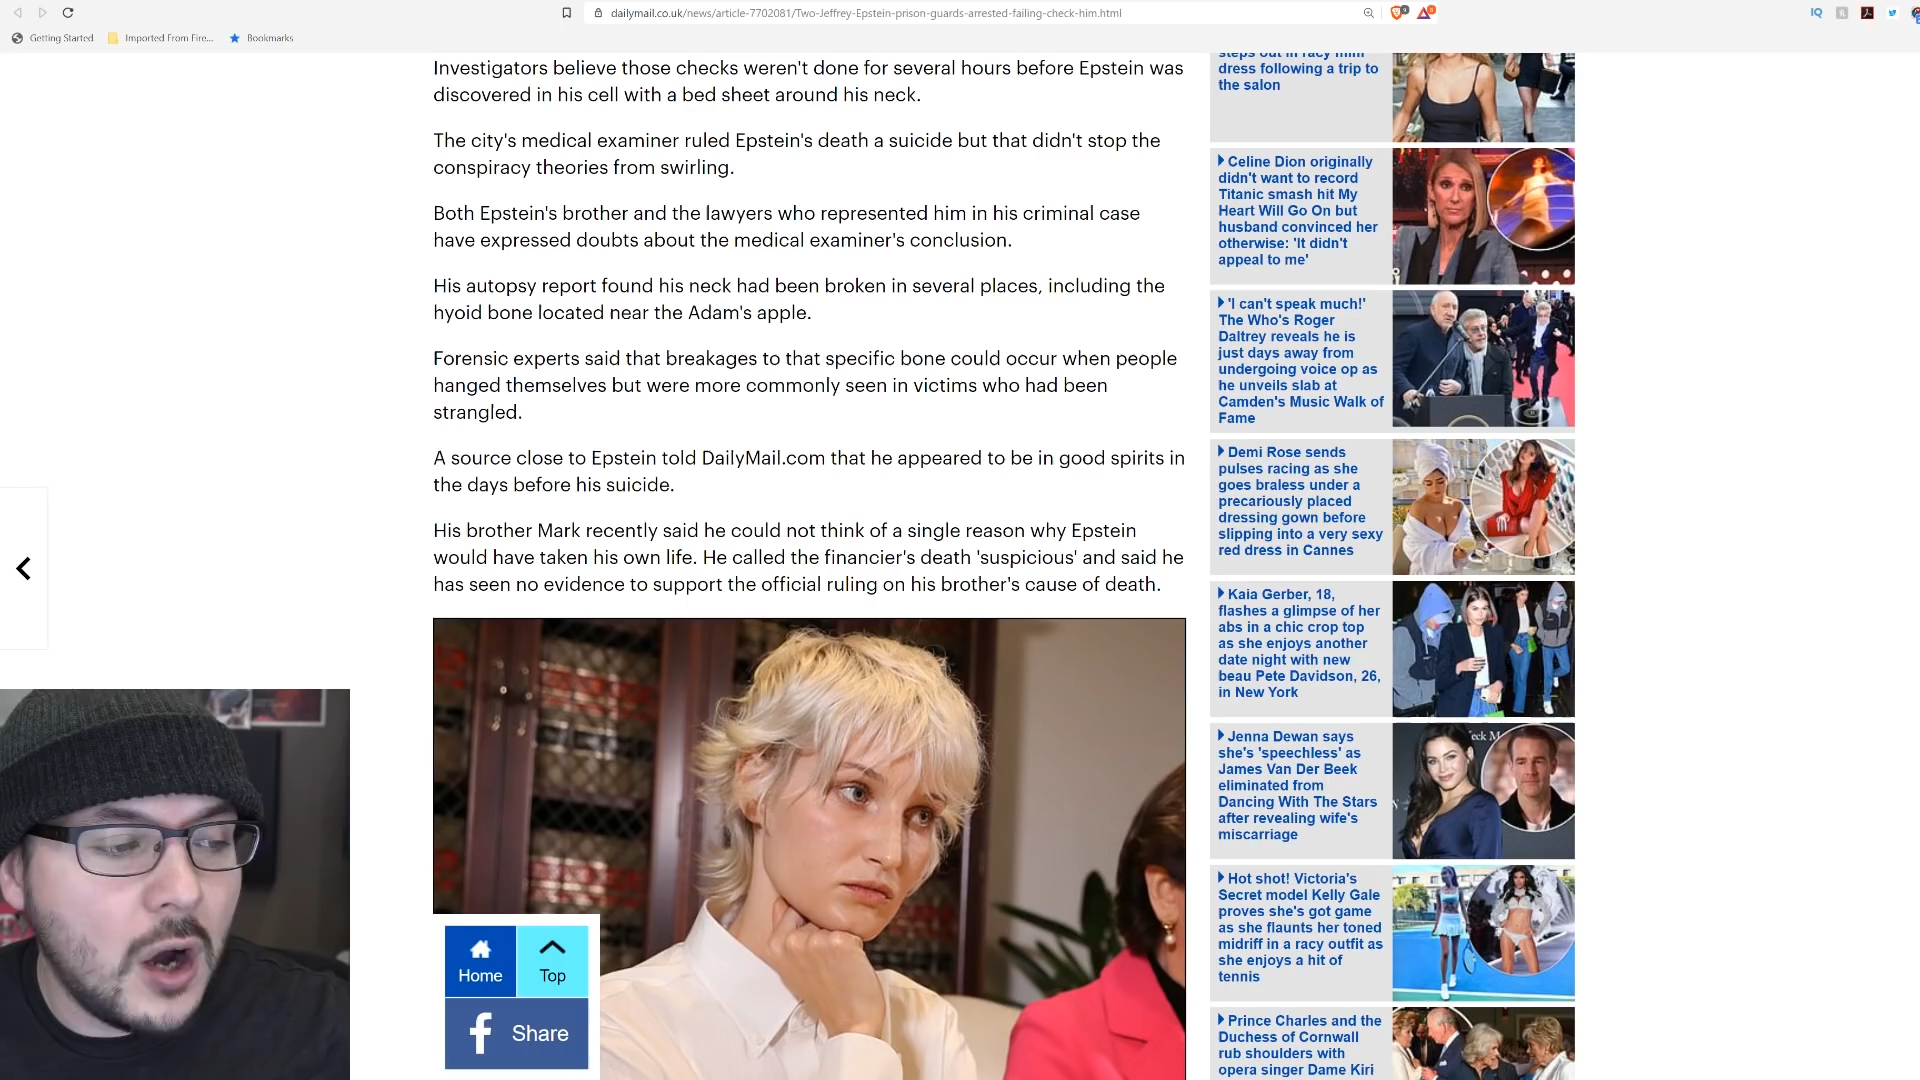 dailymail.co.uk/news/article-7702081/Two-Jeffrey-Epstein-prison-guards-arrested-failing-check-him.html
IQ
Getting Started
Imported From Fire...
Bookmarks
Investigators believe those checks weren't done for several hours before Epstein was
discovered in his cell with a bed sheet around his neck.
The city's medical examiner ruled Epstein's death a suicide but that didn't stop the
conspiracy theories from swirling.
Both Epstein's brother and the lawyers who represented him in his criminal case
have expressed doubts about the medical examiner's conclusion.
His autopsy report found his neck had been broken in several places, including the
hyoid bone located near the Adam's apple.
Forensic experts said that breakages to that specific bone could occur when people
hanged themselves but were more commonly seen in victims who had been
strangled.
A source close to Epstein told DailyMail.com that he appeared to be in good spirits in
the days before his suicide.
His brother Mark recently said he could not think of a single reason why Epstein
would have taken his own life. He called the financier's death 'suspicious' and said he
has seen no evidence to support the official ruling on his brother's cause of death.
Home
Top
Share
steps out in racy mini
dress following a trip to
the salon
Celine Dion originally
didn't want to record
Titanic smash hit My
Heart Will Go On but
husband convinced her
otherwise: 'It didn't
appeal to me'
'I can't speak much!'
The Who's Roger
Daltrey reveals he is
just days away from
undergoing voice op as
he unveils slab at
Camden's Music Walk of
Fame
Demi Rose sends
pulses racing as she
goes braless under a
precariously placed
dressing gown before
slipping into a very sexy
red dress in Cannes
Kaia Gerber, 18,
flashes a glimpse of her
abs in a chic crop top
as she enjoys another
date night with new
beau Pete Davidson, 26,
in New York
Jenna Dewan says
she's 'speechless' as
James Van Der Beek
eliminated from
Dancing With The Stars
after revealing wife's
miscarriage
Hot shot! Victoria's
Secret model Kelly Gale
proves she's got game
as she flaunts her toned
midriff in a racy outfit as
she enjoys a hit of
tennis
Prince Charles and the
Duchess of Cornwall
rub shoulders with
opera singer Dame Kiri